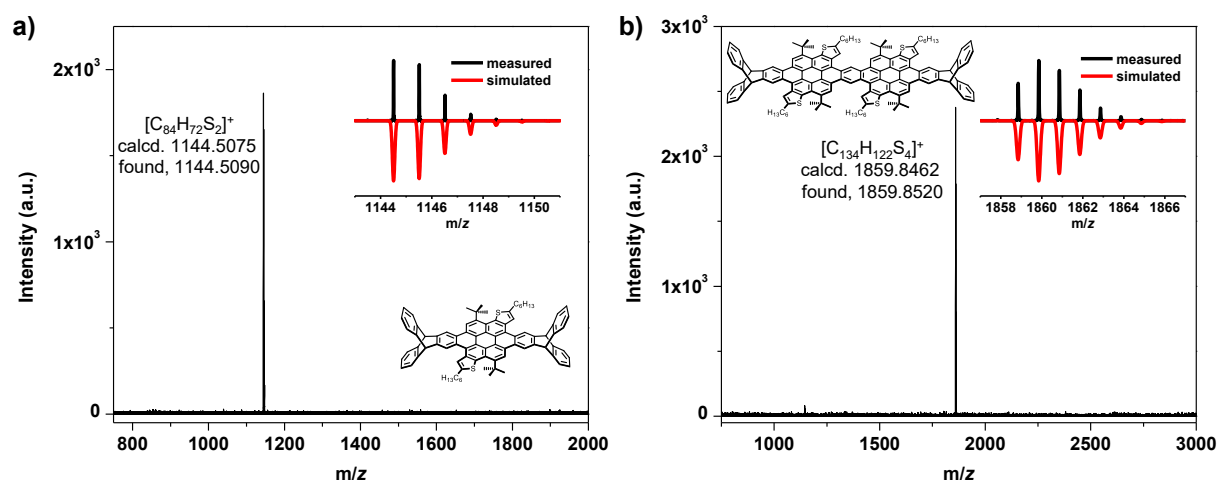 a)
Intensity (a.u.)
2x10³
1x10³
0
[C₈₄H₇₂S₂]⁺
calcd. 1144.5075
found, 1144.5090
measured
simulated
1144 1146 1148 1150
m/z
C₆H₁₃
S
S
H₁₃C₆
800 1000 1200 1400 1600 1800 2000
m/z
b)
Intensity (a.u.)
3x10³
2x10³
1x10³
0
C₆H₁₃ C₆H₁₃
S S
S S
H₁₃C₆ H₁₃C₆
[C₁₃₄H₁₂₂S₄]⁺
calcd. 1859.8462
found, 1859.8520
measured
simulated
1858 1860 1862 1864 1866
m/z
1000 1500 2000 2500 3000
m/z